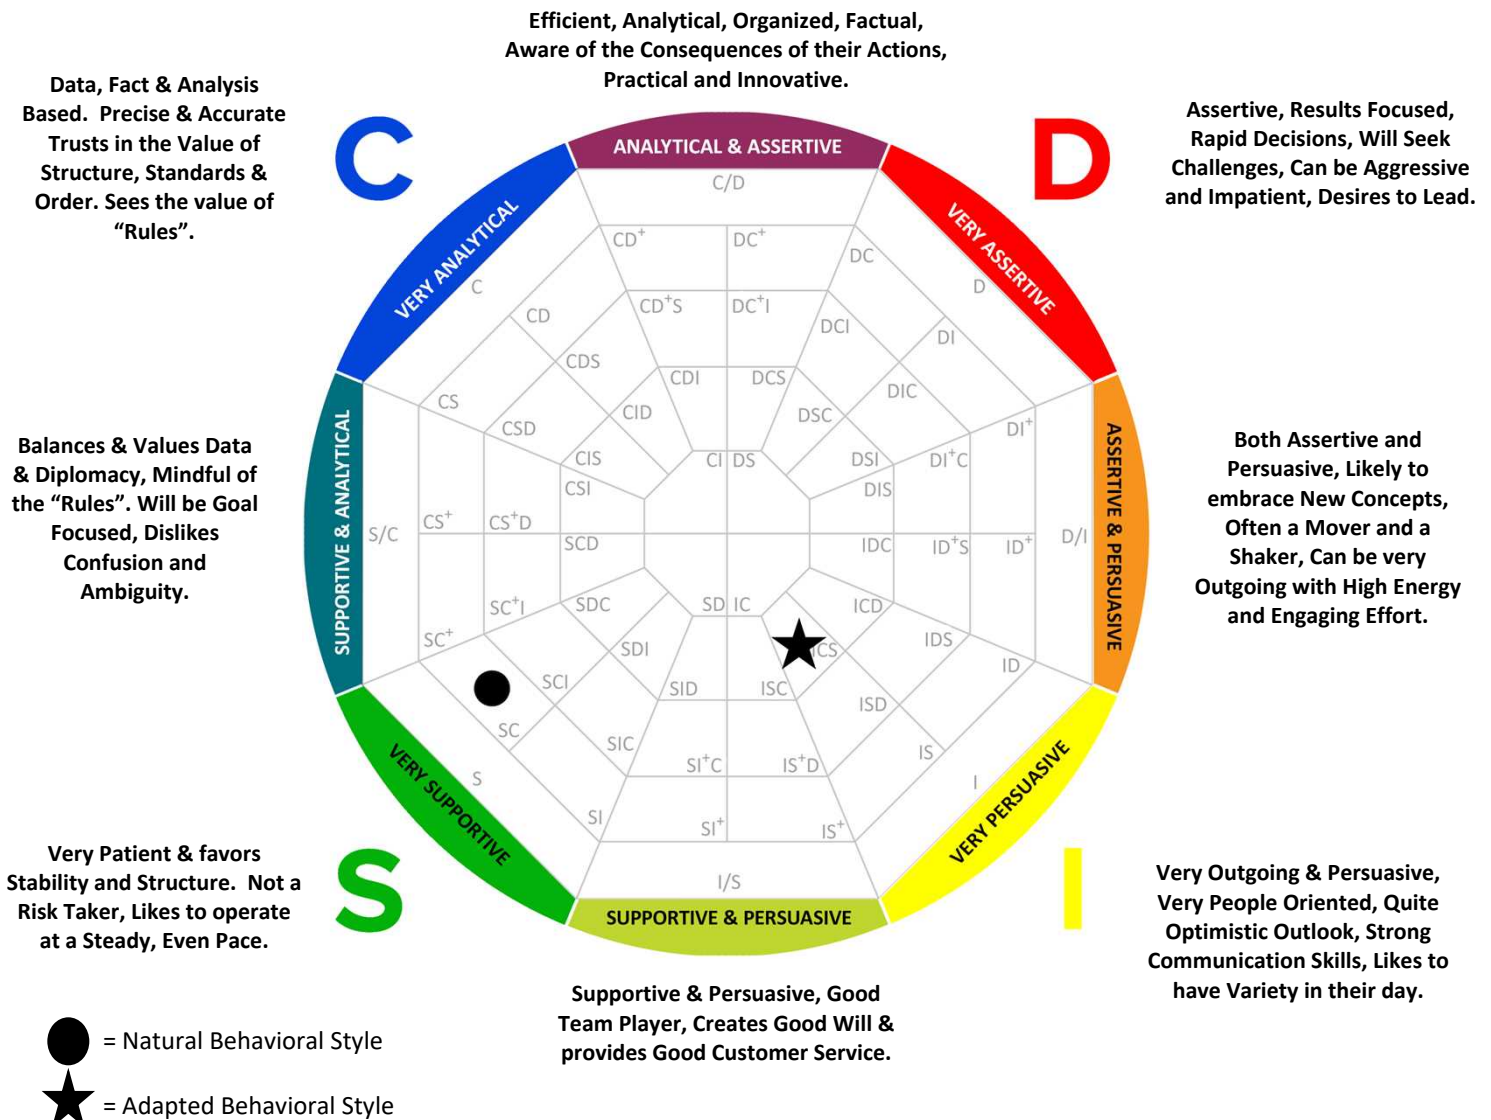 Efficient, Analytical, Organized, Factual,
Aware of the Consequences of their Actions,
Practical and Innovative.
Data, Fact & Analysis
Based. Precise & Accurate
Trusts in the Value of
Structure, Standards &
Order. Sees the value of
“Rules”.
C
D
Assertive, Results Focused,
Rapid Decisions, Will Seek
Challenges, Can be Aggressive
and Impatient, Desires to Lead.
ANALYTICAL & ASSERTIVE
VERY ANALYTICAL
VERY ASSERTIVE
C/D
CD+
DC+
DC
C
D
CD
CD+S
DC+I
DCI
DI
CDS
CDI
DCS
DIC
CS
CID
DSC
CSD
DI+
CIS
CI
DS
DSI
DI+C
CSI
DIS
Balances & Values Data
& Diplomacy, Mindful of
the “Rules”. Will be Goal
Focused, Dislikes
Confusion and
Ambiguity.
SUPPORTIVE & ANALYTICAL
S/C
CS+
CS+D
SCD
IDC
ID+S
ID+
D/I
ASSERTIVE & PERSUASIVE
Both Assertive and
Persuasive, Likely to
embrace New Concepts,
Often a Mover and a
Shaker, Can be very
Outgoing with High Energy
and Engaging Effort.
SC+I
SDC
SD
IC
ICD
SC+
SDI
ICS
IDS
ID
SCI
SID
ISC
ISD
SC
SIC
IS
SI+C
IS+D
S
I
SI
SI+
IS+
VERY SUPPORTIVE
VERY PERSUASIVE
I/S
SUPPORTIVE & PERSUASIVE
Very Patient & favors
Stability and Structure. Not a
Risk Taker, Likes to operate
at a Steady, Even Pace.
S
I
Very Outgoing & Persuasive,
Very People Oriented, Quite
Optimistic Outlook, Strong
Communication Skills, Likes to
have Variety in their day.
Supportive & Persuasive, Good
Team Player, Creates Good Will &
provides Good Customer Service.
= Natural Behavioral Style
= Adapted Behavioral Style